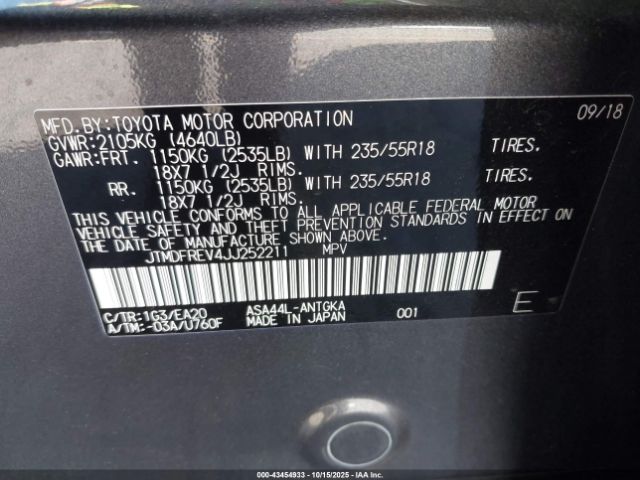 MFD.BY:TOYOTA MOTOR CORPORATION 09/18
GVWR:2105KG (4640LB)
GAWR:FRT. 1150KG (2535LB) WITH 235/55R18 TIRES.
18X7 1/2J RIMS.
RR. 1150KG (2535LB) WITH 235/55R18 TIRES.
18X7 1/2J RIMS.
THIS VEHICLE CONFORMS TO ALL APPLICABLE FEDERAL MOTOR
VEHICLE SAFETY AND THEFT PREVENTION STANDARDS IN EFFECT ON
THE DATE OF MANUFACTURE SHOWN ABOVE.
JTMDFREV4JJ252211 MPV
C/TR:1G3/EA20 ASA44L-ANTGKA 001 E
A/TM:-03A/U760F MADE IN JAPAN
000-43454933 10/15/2025 IAA, Inc.